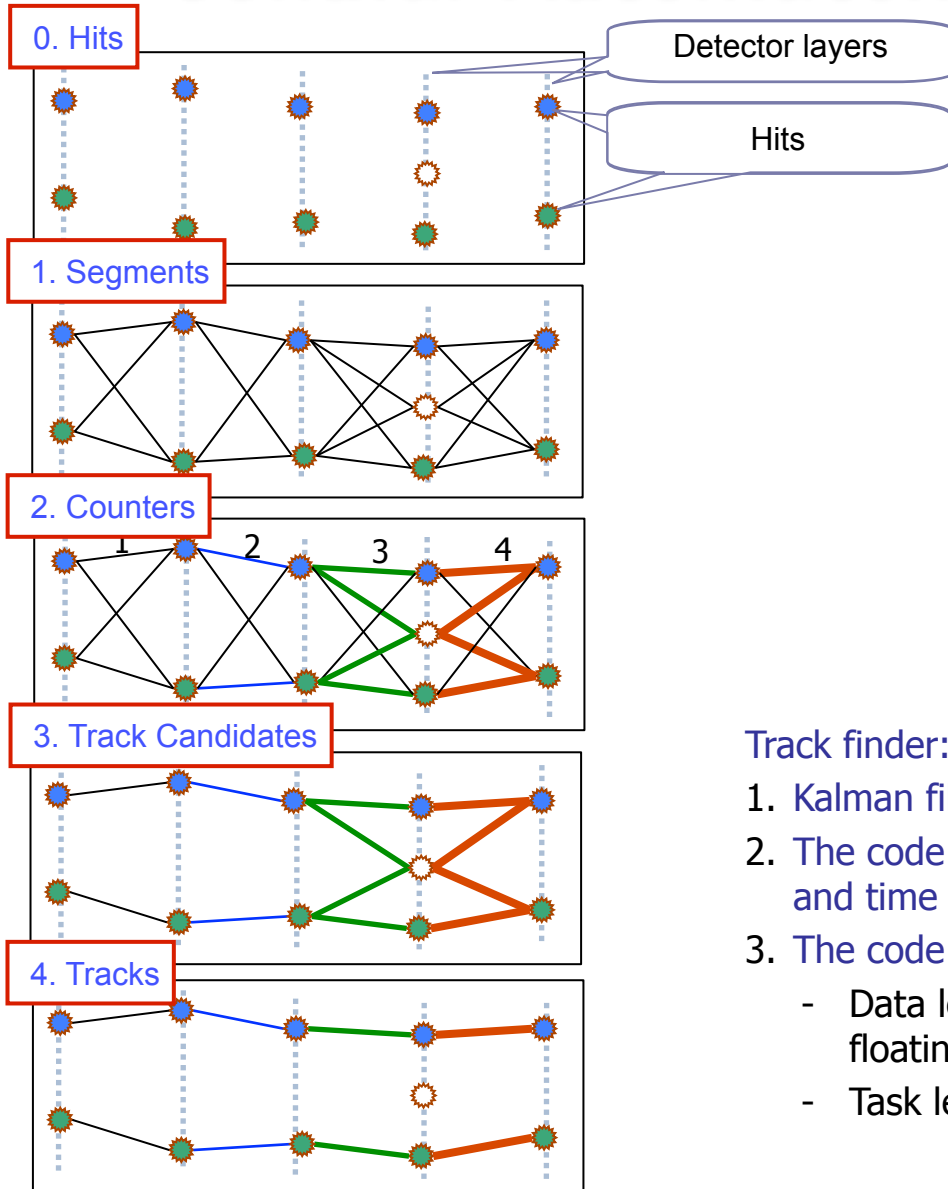 0. Hits
Detector layers
Hits
1. Segments
2. Counters
1 2 3 4
3. Track Candidates
4. Tracks
Track finder:
1. Kalman fi
2. The code
and time
3. The code
- Data l
floatin
- Task l